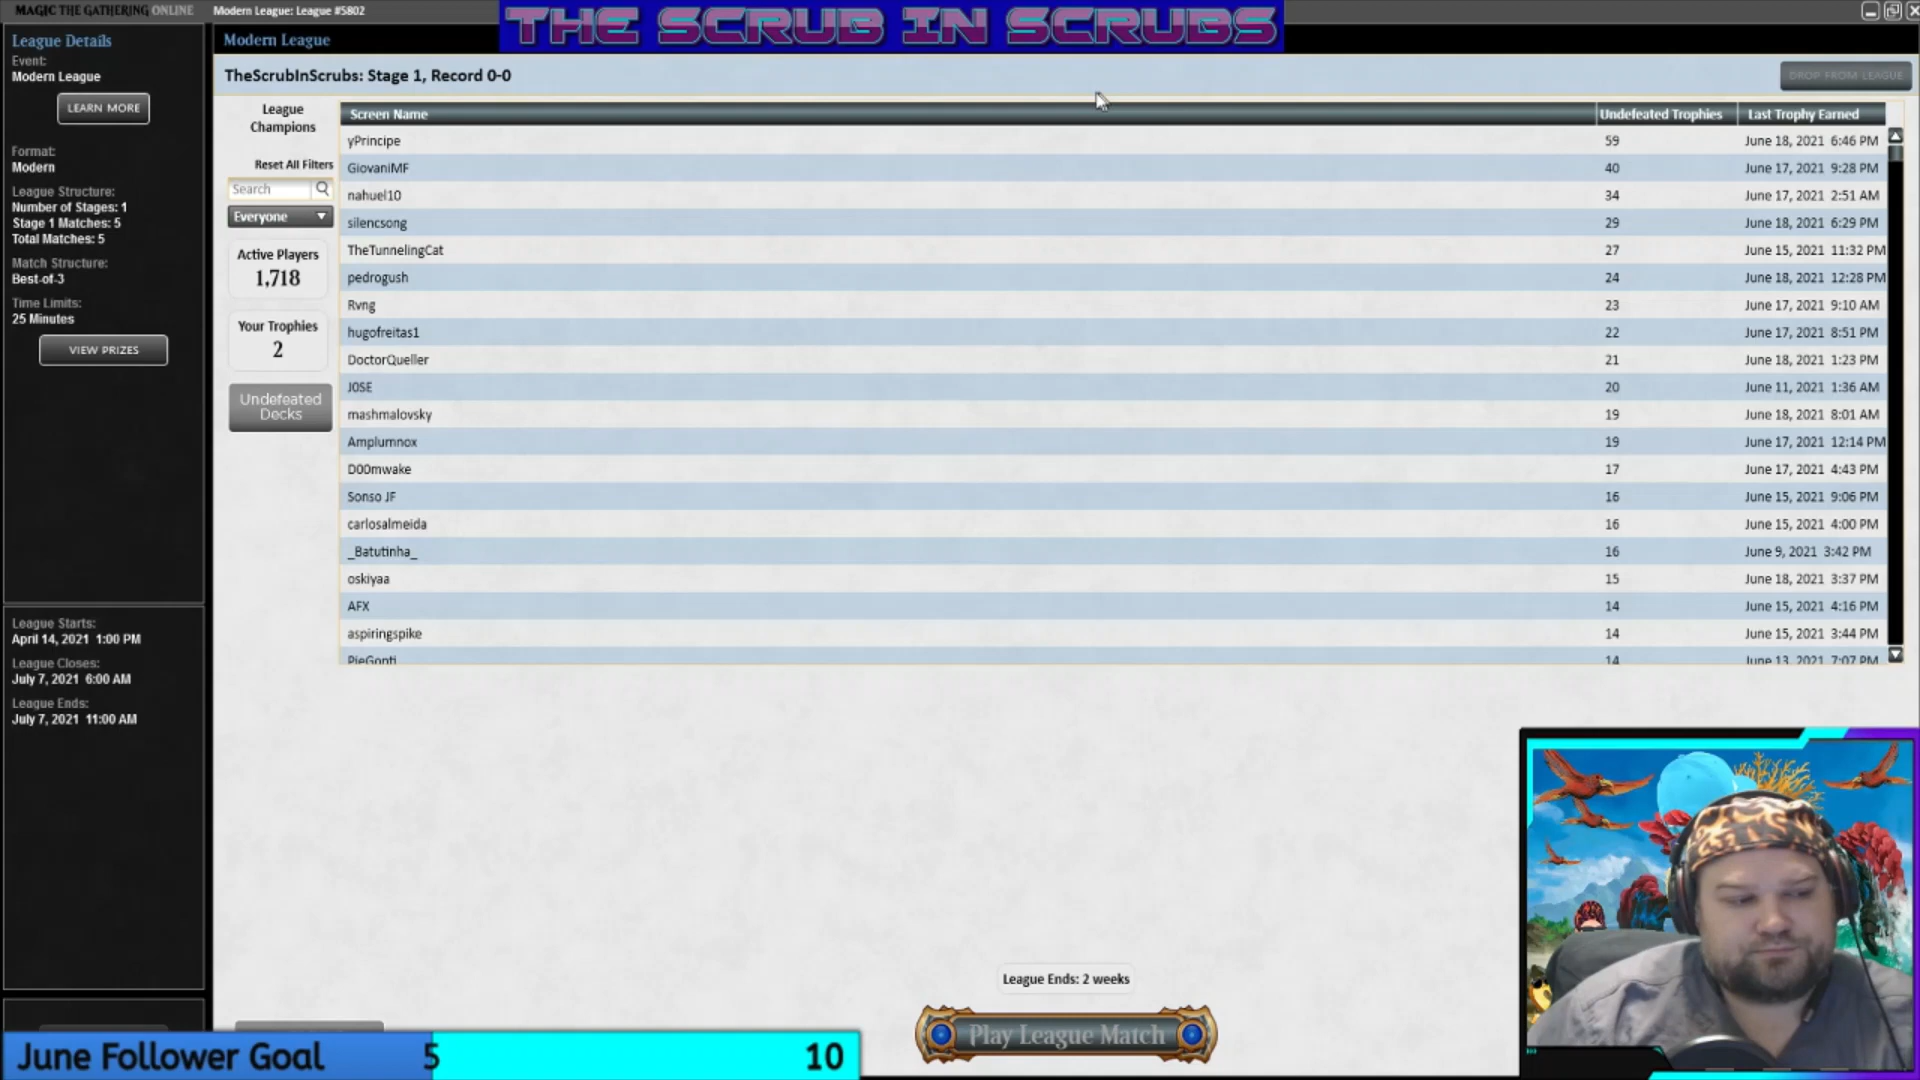 MAGIC THE GATHERING ONLINE
Modern League: League #5802
THE SCRUB IN SCRUBS
League Details
Event:
Modern League
LEARN MORE
Format:
Modern
League Structure:
Number of Stages: 1
Stage 1 Matches: 5
Total Matches: 5
Match Structure:
Best-of-3
Time Limits:
25 Minutes
VIEW PRIZES
League Starts:
April 14, 2021 1:00 PM
League Closes:
July 7, 2021 6:00 AM
League Ends:
July 7, 2021 11:00 AM
Modern League
TheScrubInScrubs: Stage 1, Record 0-0
DROP FROM LEAGUE
League
Champions
Reset All Filters
Search
Everyone
Active Players
1,718
Your Trophies
2
Undefeated
Decks
Screen Name Undefeated Trophies Last Trophy Earned
yPrincipe 59 June 18, 2021 6:46 PM
GiovaniMF 40 June 17, 2021 9:28 PM
nahuel10 34 June 17, 2021 2:51 AM
silencsong 29 June 18, 2021 6:29 PM
TheTunnelingCat 27 June 15, 2021 11:32 PM
pedrogush 24 June 18, 2021 12:28 PM
Rvng 23 June 17, 2021 9:10 AM
hugofreitas1 22 June 17, 2021 8:51 PM
DoctorQueller 21 June 18, 2021 1:23 PM
J0SE 20 June 11, 2021 1:36 AM
mashmalovsky 19 June 18, 2021 8:01 AM
Amplumnox 19 June 17, 2021 12:14 PM
D00mwake 17 June 17, 2021 4:43 PM
Sonso JF 16 June 15, 2021 9:06 PM
carlosalmeida 16 June 15, 2021 4:00 PM
_Batutinha_ 16 June 9, 2021 3:42 PM
oskiyaa 15 June 18, 2021 3:37 PM
AFX 14 June 15, 2021 4:16 PM
aspiringspike 14 June 15, 2021 3:44 PM
PieGonti 14 June 13, 2021 7:07 PM
League Ends: 2 weeks
Play League Match
June Follower Goal 5 10